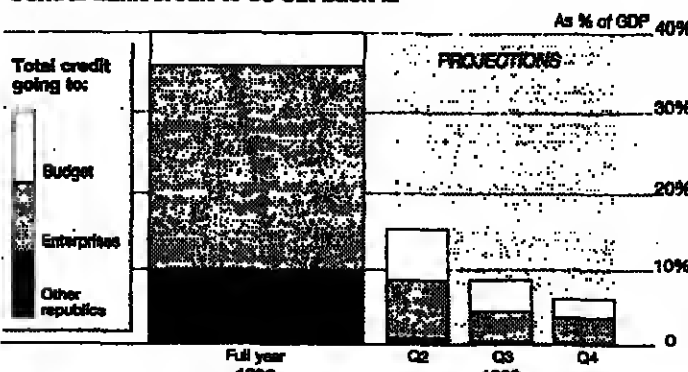 As % of GDP
40%
PROJECTIONS
Total credit
going to:
Budget
Enterprises
Other
republics
30%
20%
10%
0
Full year
Q2
Q3
Q4